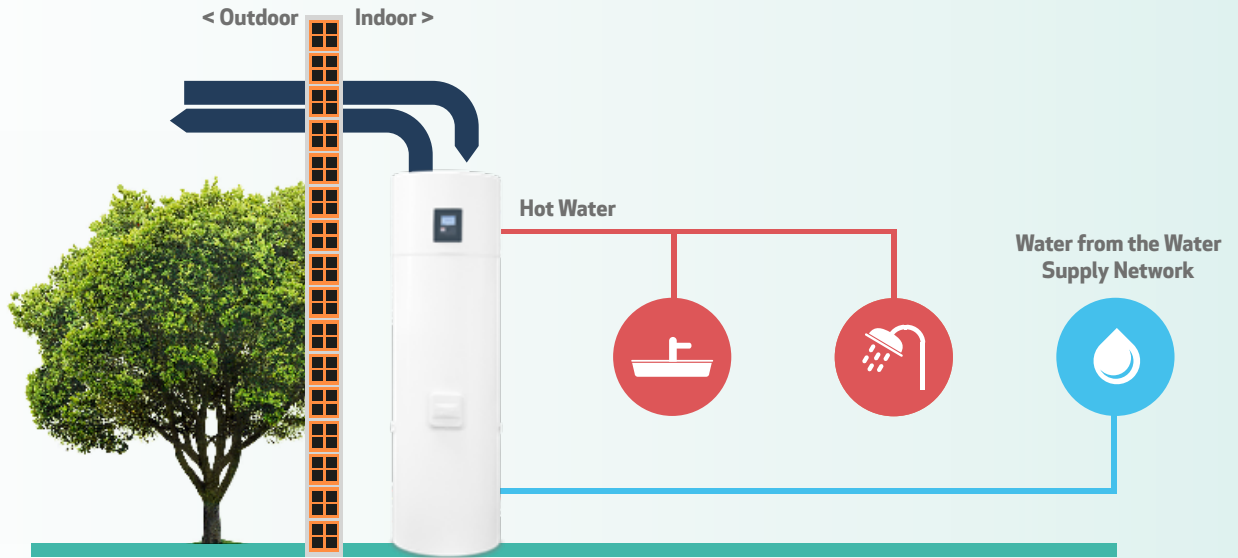 < Outdoor
Indoor >
Hot Water
Water from the Water
Supply Network